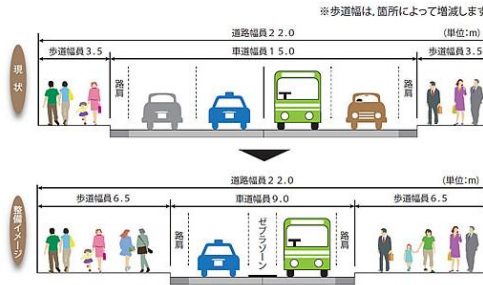 ※歩道幅は、箇所によって増減します
道路幅員22.0
(単位:m)
歩道幅員3.5
車道幅員15.0
歩道幅員3.5
現状
路肩
路肩
道路幅員22.0
(単位:m)
歩道幅員6.5
車道幅員9.0
歩道幅員6.5
整備イメージ
路肩
ゼブラゾーン
路肩